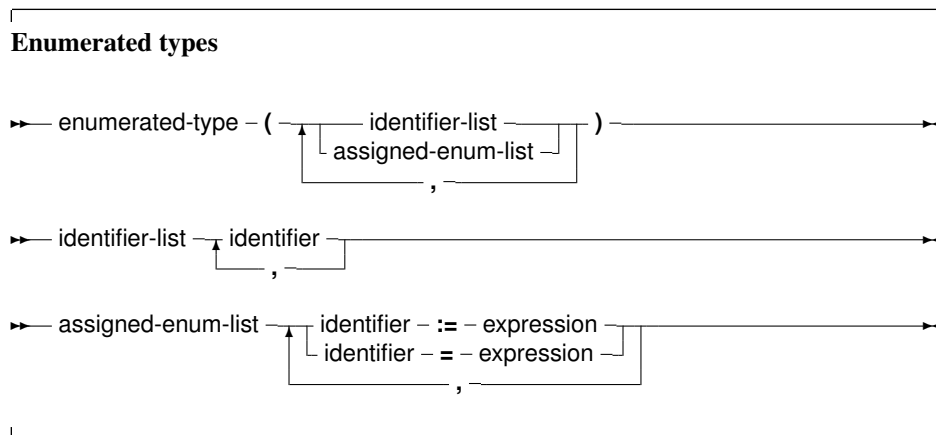 Enumerated types
enumerated-type ( identifier-list )
assigned-enum-list
,
identifier-list identifier
,
assigned-enum-list identifier := expression
identifier = expression
,